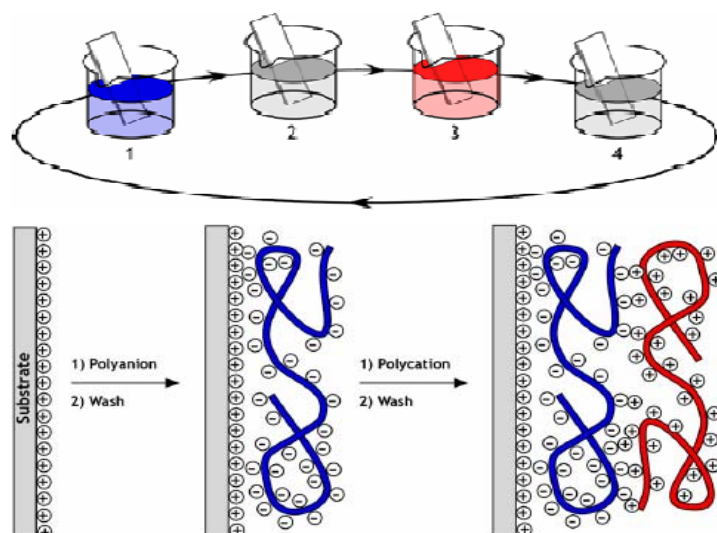 1
2
3
4
Substrate
1) Polyanion
2) Wash
1) Polycation
2) Wash